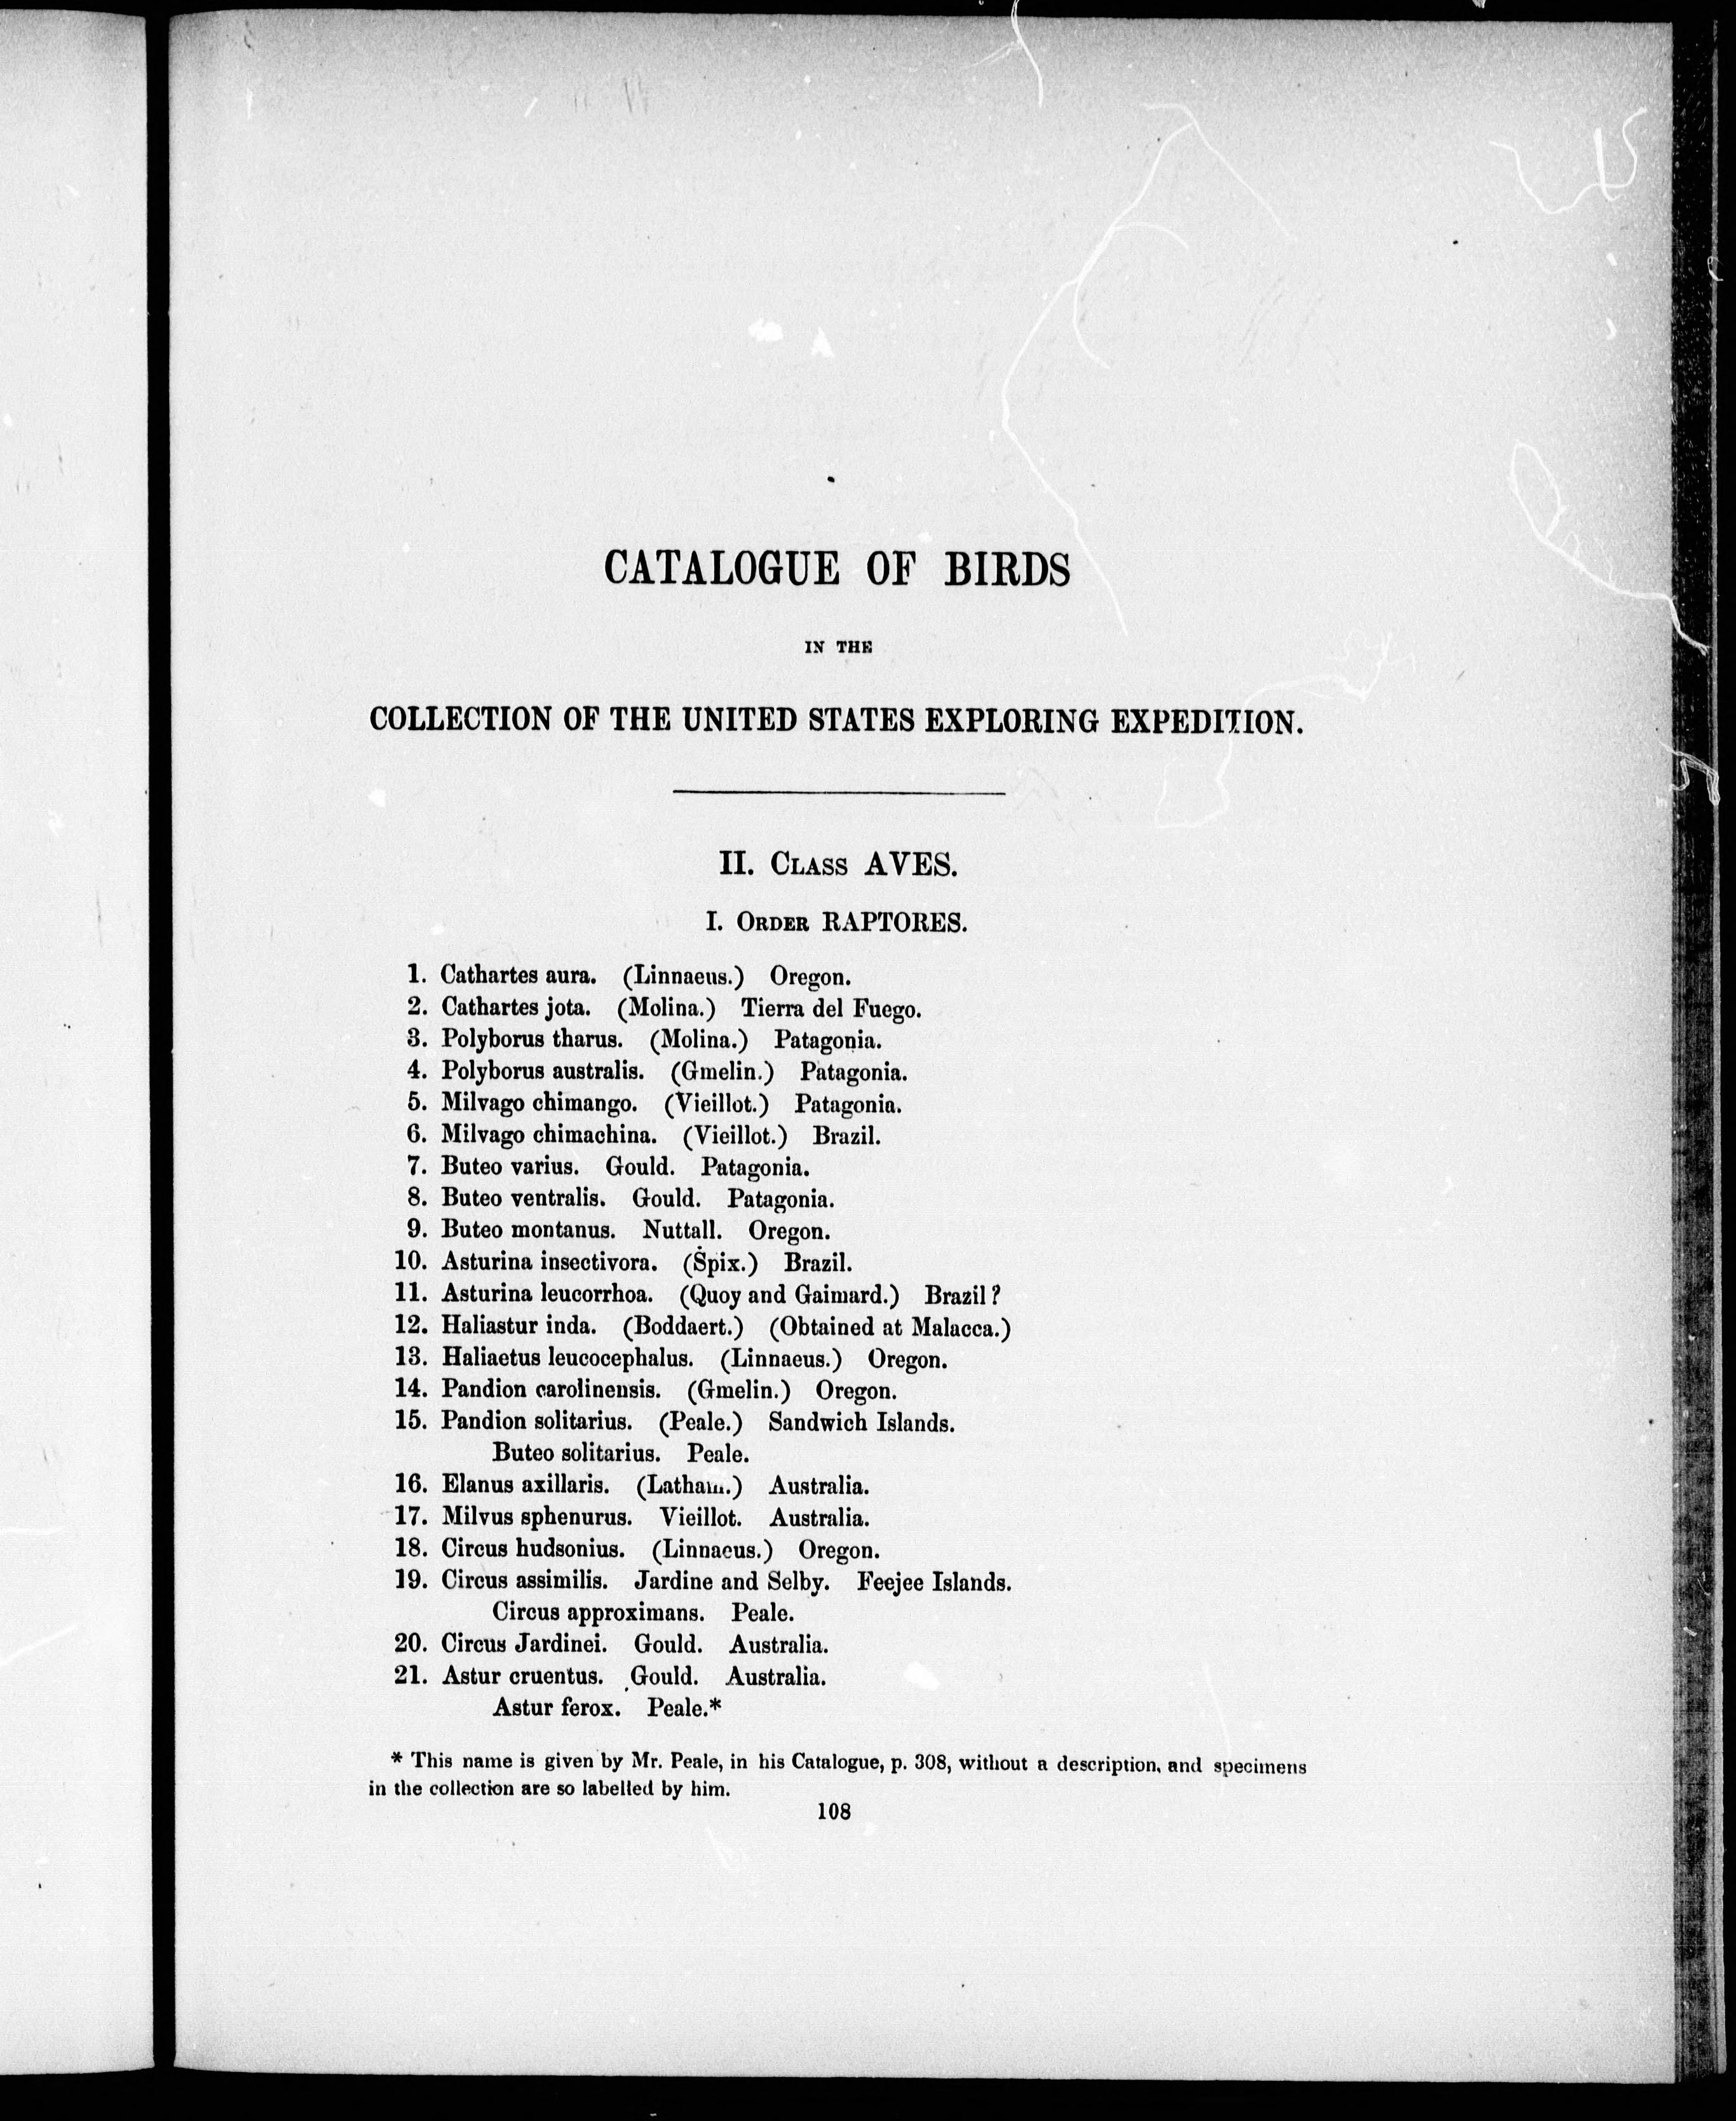 CATALOGUE OF BIRDS
IN THE
COLLECTION OF THE UNITED STATES EXPLORING EXPEDITION.
II. CLASS AVES.
I. ORDER RAPTORES.
1. Cathartes aura. (Linnaeus.) Oregon.
2. Cathartes jota. (Molina.) Tierra del Fuego.
3. Polyborus tharus. (Molina.) Patagonia.
4. Polyborus australis. (Gmelin.) Patagonia.
5. Milvago chimango. (Vieillot.) Patagonia.
6. Milvago chimachina. (Vieillot.) Brazil.
7. Buteo varius. Gould. Patagonia.
8. Buteo ventralis. Gould. Patagonia.
9. Buteo montanus. Nuttall. Oregon.
10. Asturina insectivora. (Spix.) Brazil.
11. Asturina leucorrhoa. (Quoy and Gaimard.) Brazil?
12. Haliastur inda. (Boddaert.) (Obtained at Malacca.)
13. Haliaetus leucocephalus. (Linnaeus.) Oregon.
14. Pandion carolinensis. (Gmelin.) Oregon.
15. Pandion solitarius. (Peale.) Sandwich Islands.
Buteo solitarius. Peale.
16. Elanus axillaris. (Latham.) Australia.
17. Milvus sphenurus. Vieillot. Australia.
18. Circus hudsonius. (Linnaeus.) Oregon.
19. Circus assimilis. Jardine and Selby. Feejee Islands.
Circus approximans. Peale.
20. Circus Jardinei. Gould. Australia.
21. Astur cruentus. Gould. Australia.
Astur ferox. Peale.*
* This name is given by Mr. Peale, in his Catalogue, p. 308, without a description, and specimens
in the collection are so labelled by him.
108